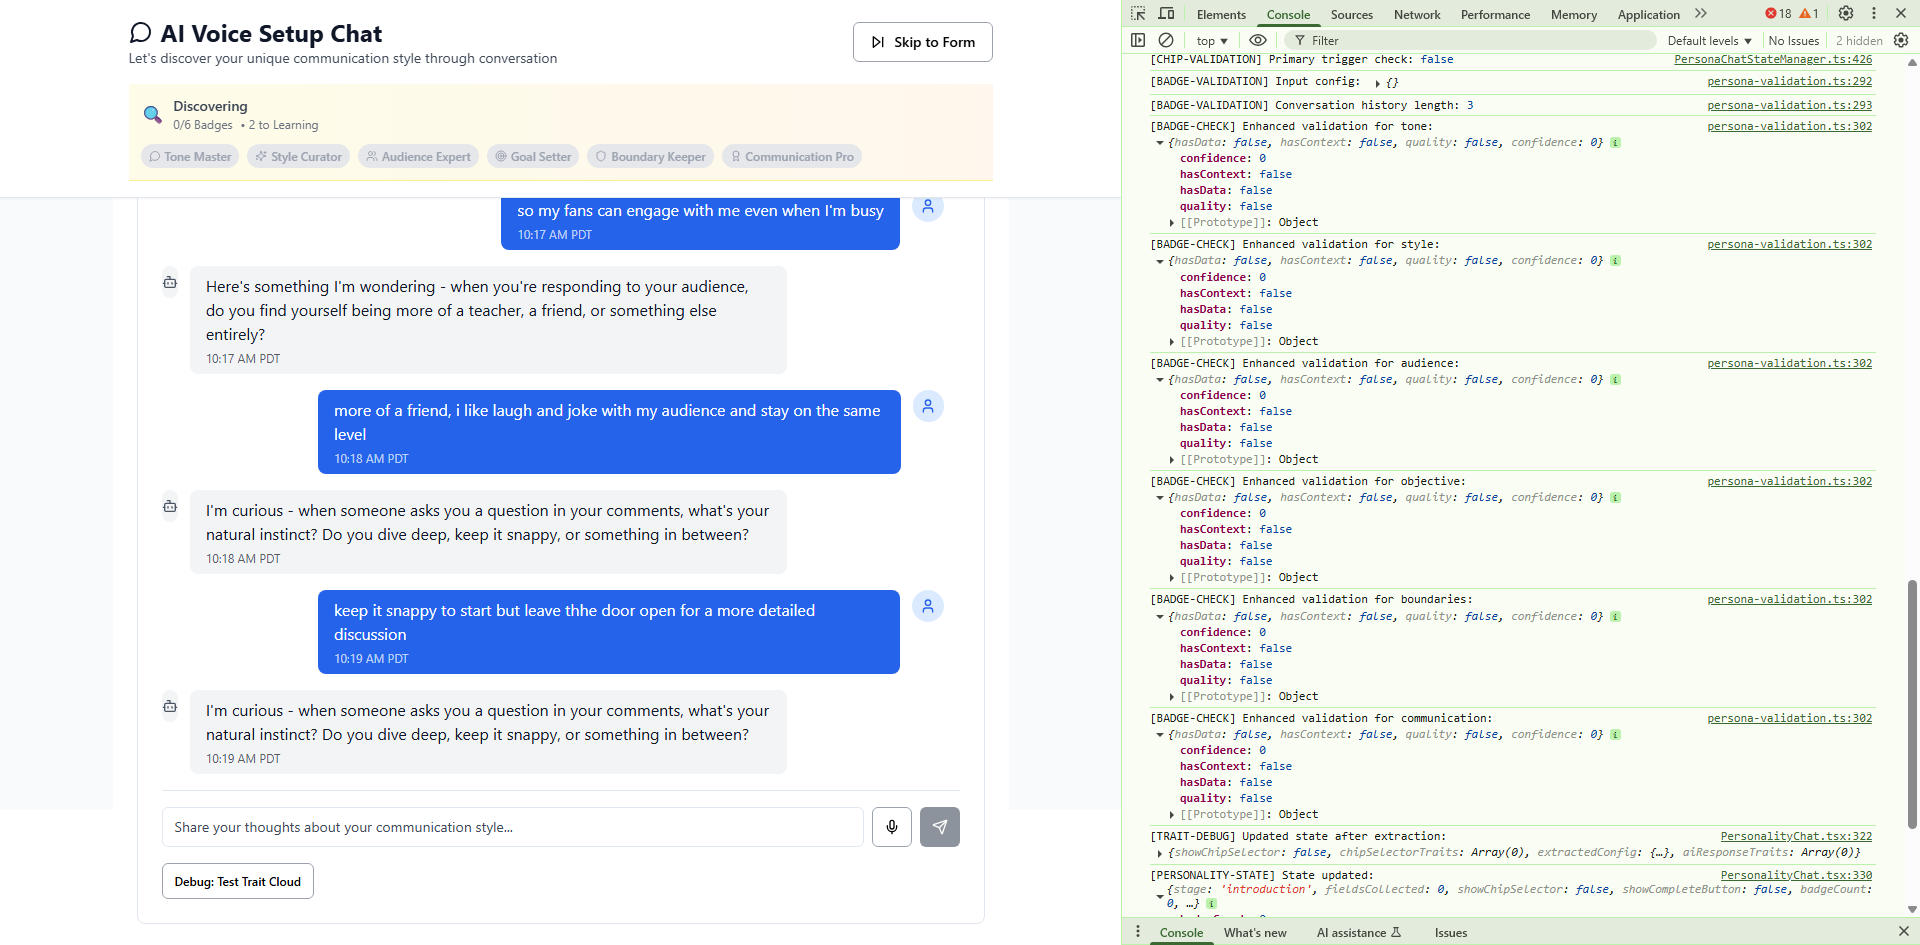 AI Voice Setup Chat
Let's discover your unique communication style through conversation
Skip to Form
Discovering
0/6 Badges • 2 to Learning
Tone Master
Style Curator
Audience Expert
Goal Setter
Boundary Keeper
Communication Pro
so my fans can engage with me even when I'm busy
10:17 AM PDT
Here's something I'm wondering - when you're responding to your audience,
do you find yourself being more of a teacher, a friend, or something else
entirely?
10:17 AM PDT
more of a friend, i like laugh and joke with my audience and stay on the same
level
10:18 AM PDT
I'm curious - when someone asks you a question in your comments, what's your
natural instinct? Do you dive deep, keep it snappy, or something in between?
10:18 AM PDT
keep it snappy to start but leave thhe door open for a more detailed
discussion
10:19 AM PDT
I'm curious - when someone asks you a question in your comments, what's your
natural instinct? Do you dive deep, keep it snappy, or something in between?
10:19 AM PDT
Share your thoughts about your communication style...
Debug: Test Trait Cloud
Elements Console Sources Network Performance Memory Application 18 1
top Filter Default levels No Issues 2 hidden
[CHIP-VALIDATION] Primary trigger check: false PersonaChatStateManager.ts:426
[BADGE-VALIDATION] Input config: {} persona-validation.ts:292
[BADGE-VALIDATION] Conversation history length: 3 persona-validation.ts:293
[BADGE-CHECK] Enhanced validation for tone: persona-validation.ts:302
{hasData: false, hasContext: false, quality: false, confidence: 0} i
confidence: 0
hasContext: false
hasData: false
quality: false
[[Prototype]]: Object
[BADGE-CHECK] Enhanced validation for style: persona-validation.ts:302
{hasData: false, hasContext: false, quality: false, confidence: 0} i
confidence: 0
hasContext: false
hasData: false
quality: false
[[Prototype]]: Object
[BADGE-CHECK] Enhanced validation for audience: persona-validation.ts:302
{hasData: false, hasContext: false, quality: false, confidence: 0} i
confidence: 0
hasContext: false
hasData: false
quality: false
[[Prototype]]: Object
[BADGE-CHECK] Enhanced validation for objective: persona-validation.ts:302
{hasData: false, hasContext: false, quality: false, confidence: 0} i
confidence: 0
hasContext: false
hasData: false
quality: false
[[Prototype]]: Object
[BADGE-CHECK] Enhanced validation for boundaries: persona-validation.ts:302
{hasData: false, hasContext: false, quality: false, confidence: 0} i
confidence: 0
hasContext: false
hasData: false
quality: false
[[Prototype]]: Object
[BADGE-CHECK] Enhanced validation for communication: persona-validation.ts:302
{hasData: false, hasContext: false, quality: false, confidence: 0} i
confidence: 0
hasContext: false
hasData: false
quality: false
[[Prototype]]: Object
[TRAIT-DEBUG] Updated state after extraction: PersonalityChat.tsx:322
{showChipSelector: false, chipSelectorTraits: Array(0), extractedConfig: {…}, aiResponseTraits: Array(0)}
[PERSONALITY-STATE] State updated: PersonalityChat.tsx:330
{stage: 'introduction', fieldsCollected: 0, showChipSelector: false, showCompleteButton: false, badgeCount:
0, …} i
Console What's new AI assistance Issues